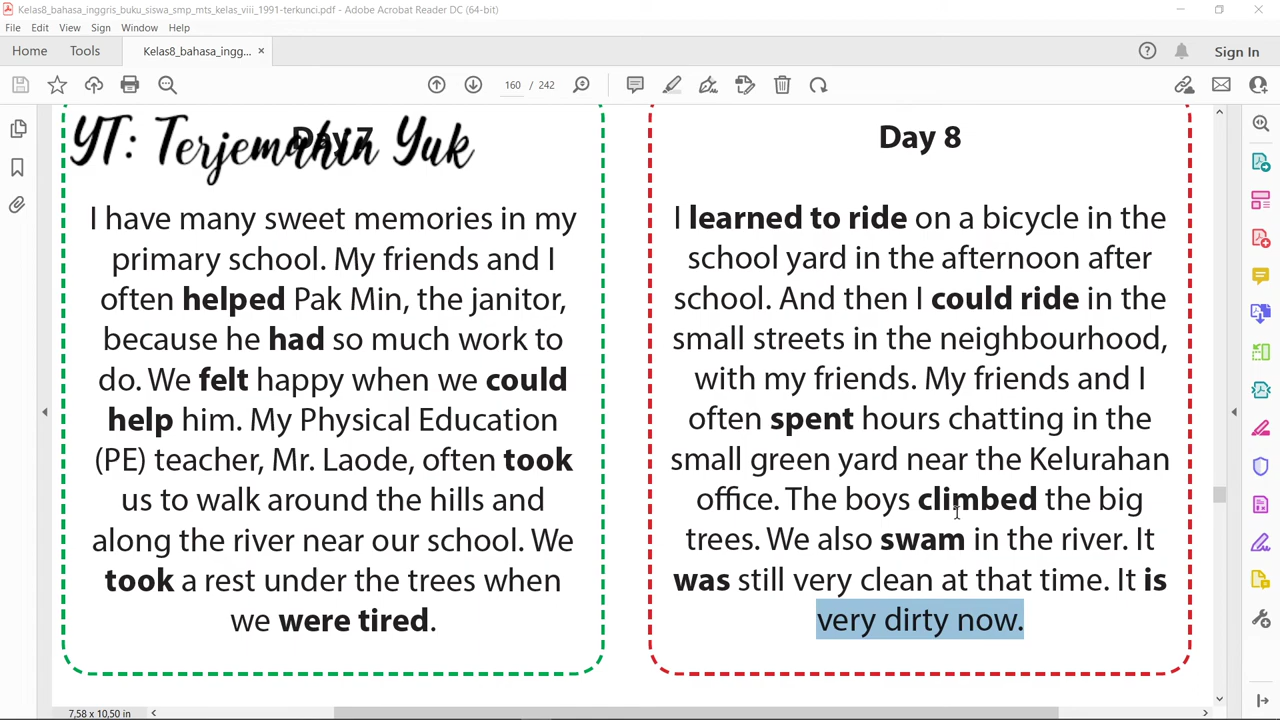 Kelas8_bahasa_inggris_buku_siswa_smp_mts_kelas_viii_1991-terkunci.pdf - Adobe Acrobat Reader DC (64-bit)
File Edit View Sign Window Help
Home Tools Kelas8_bahasa_ingg... × Sign In
160 / 242
YT: Terjemahin Yuk
Day 7
I have many sweet memories in my
primary school. My friends and I
often helped Pak Min, the janitor,
because he had so much work to
do. We felt happy when we could
help him. My Physical Education
(PE) teacher, Mr. Laode, often took
us to walk around the hills and
along the river near our school. We
took a rest under the trees when
we were tired.
Day 8
I learned to ride on a bicycle in the
school yard in the afternoon after
school. And then I could ride in the
small streets in the neighbourhood,
with my friends. My friends and I
often spent hours chatting in the
small green yard near the Kelurahan
office. The boys climbed the big
trees. We also swam in the river. It
was still very clean at that time. It is
very dirty now.
7,58 x 10,50 in